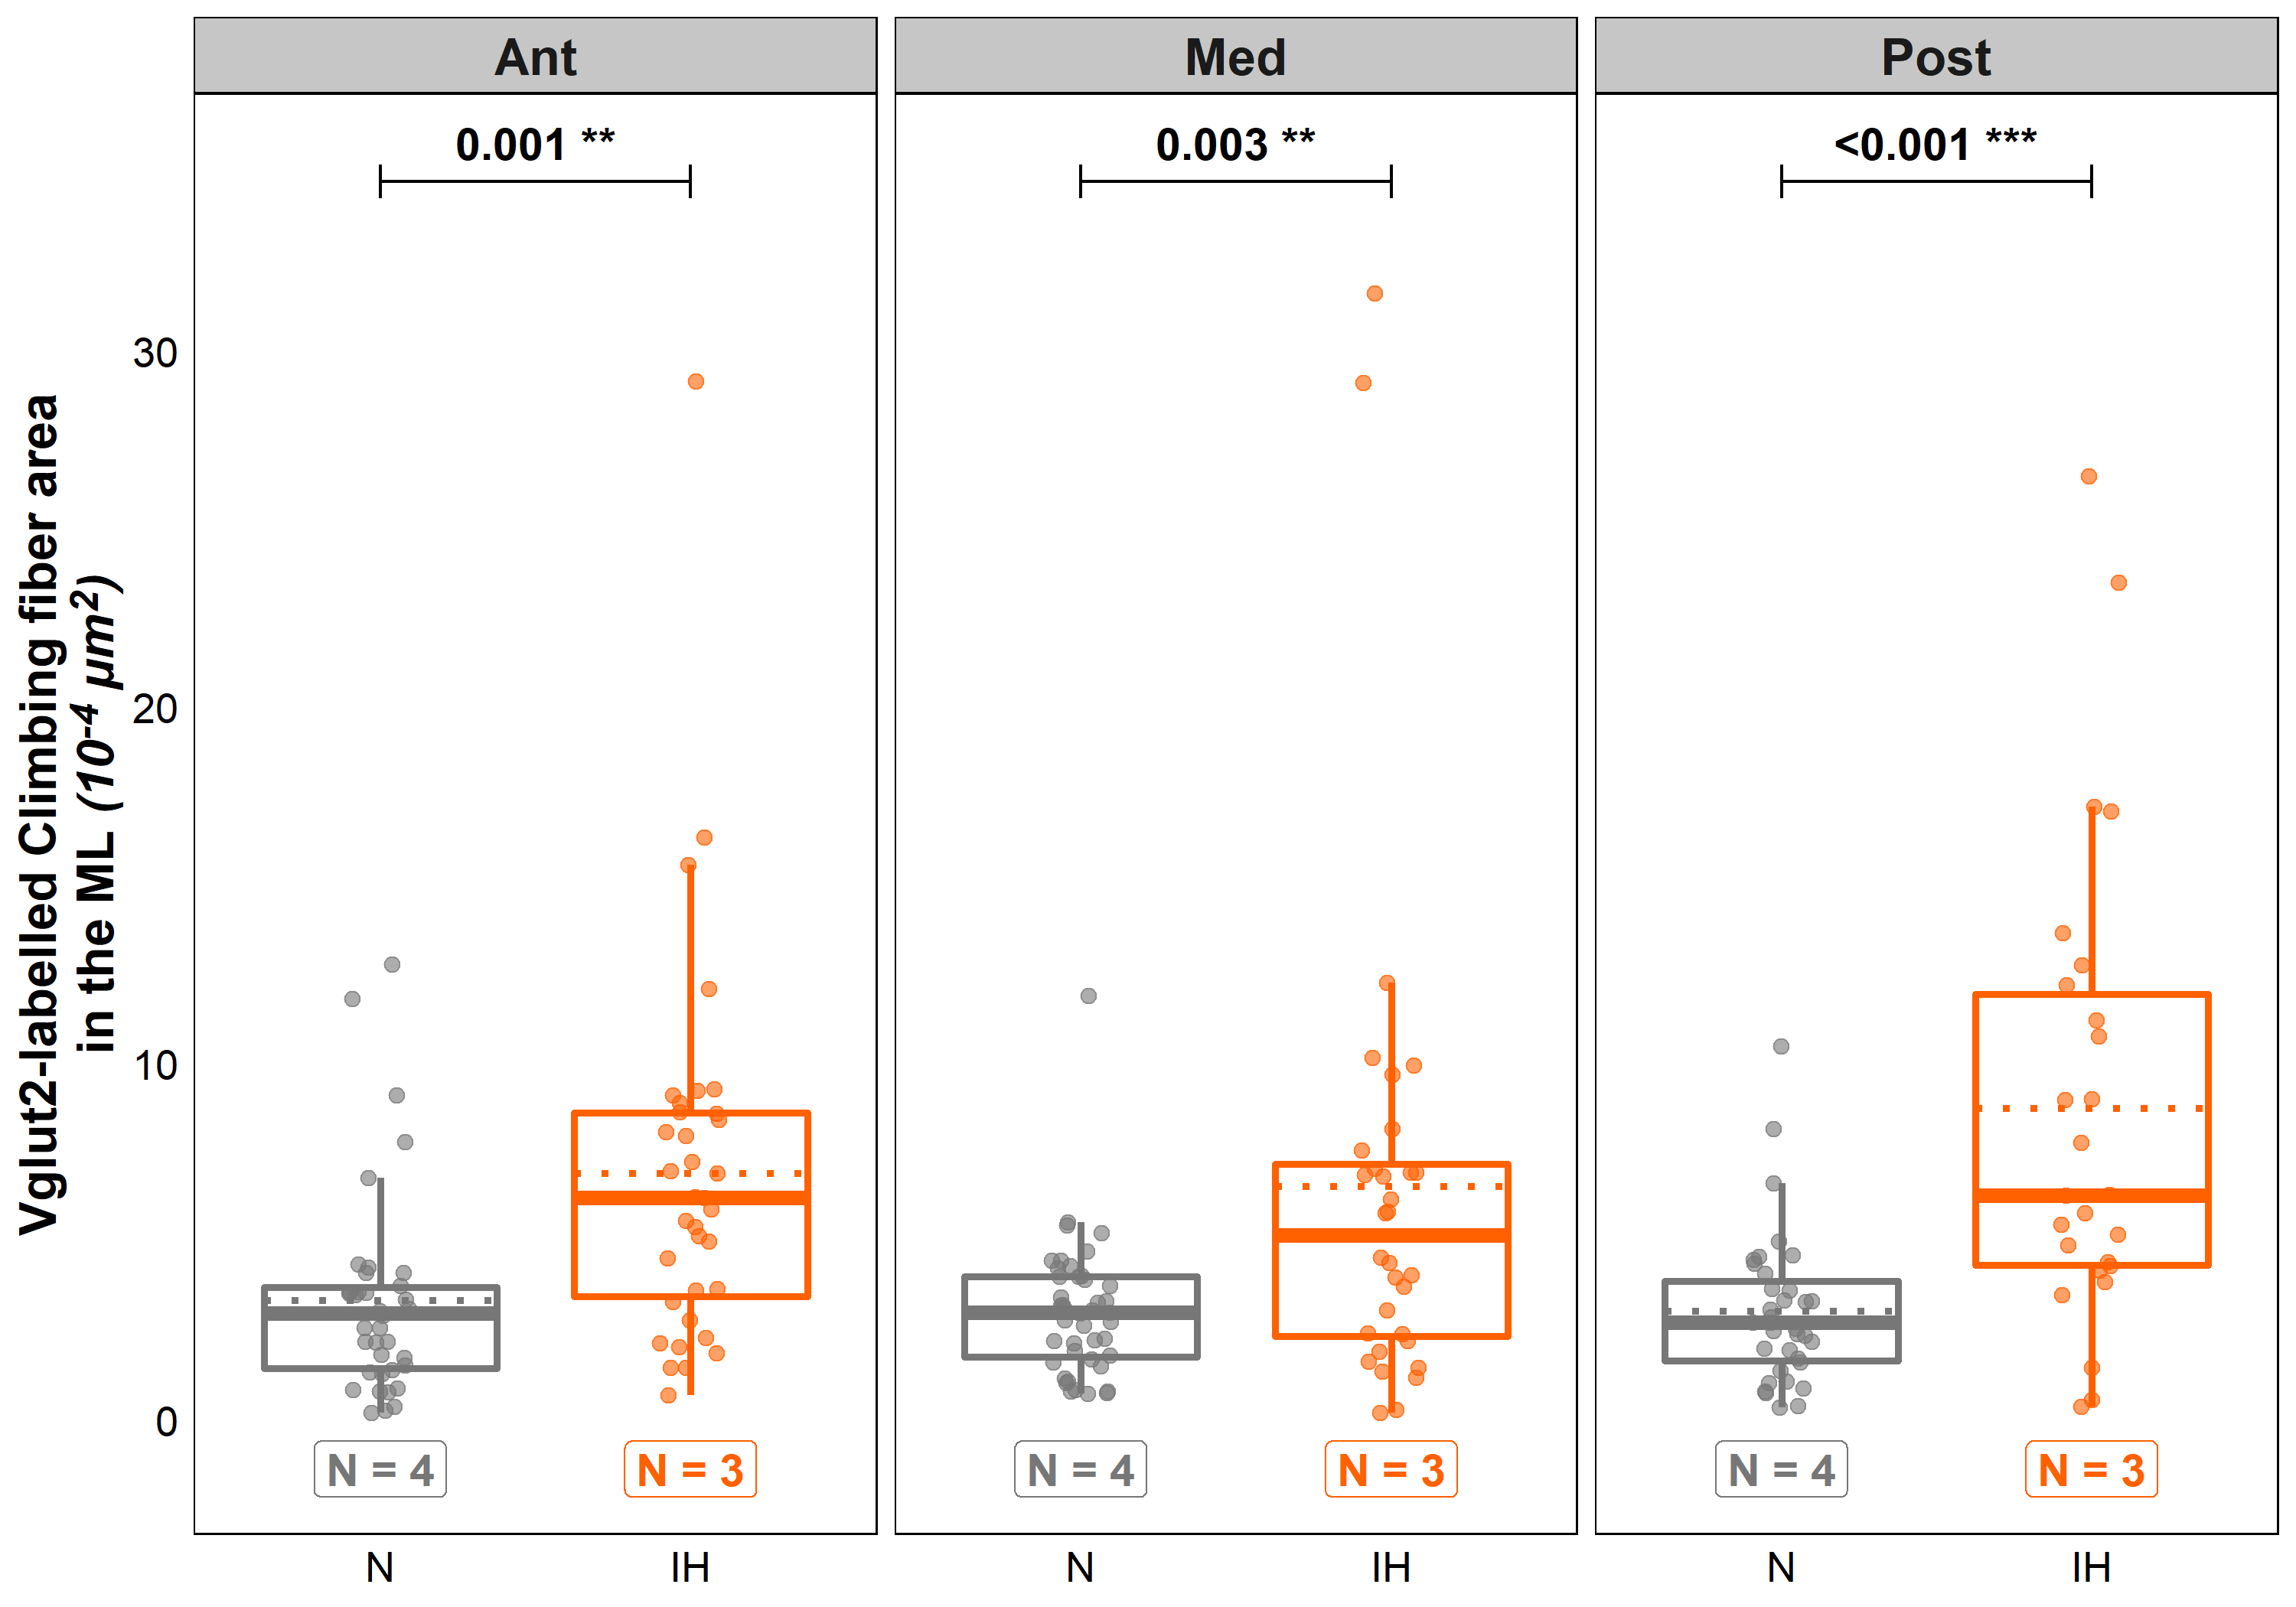 Ant Med Post
0.001 ** 0.003 ** <0.001 ***
Vglut2-labelled Climbing fiber area
in the ML (10⁻⁴ µm²)
30
20
10
0
N = 4 N = 3 N = 4 N = 3 N = 4 N = 3
N IH N IH N IH